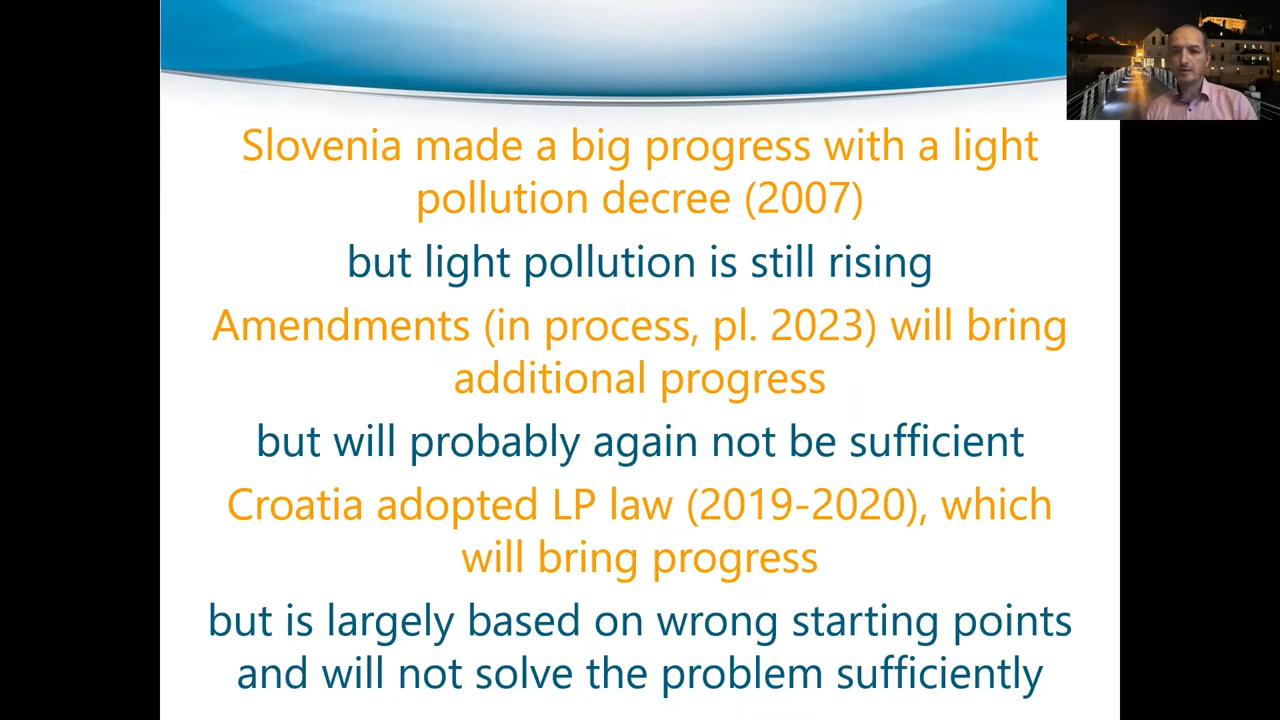 Slovenia made a big progress with a light
pollution decree (2007)
but light pollution is still rising
Amendments (in process, pl. 2023) will bring
additional progress
but will probably again not be sufficient
Croatia adopted LP law (2019-2020), which
will bring progress
but is largely based on wrong starting points
and will not solve the problem sufficiently